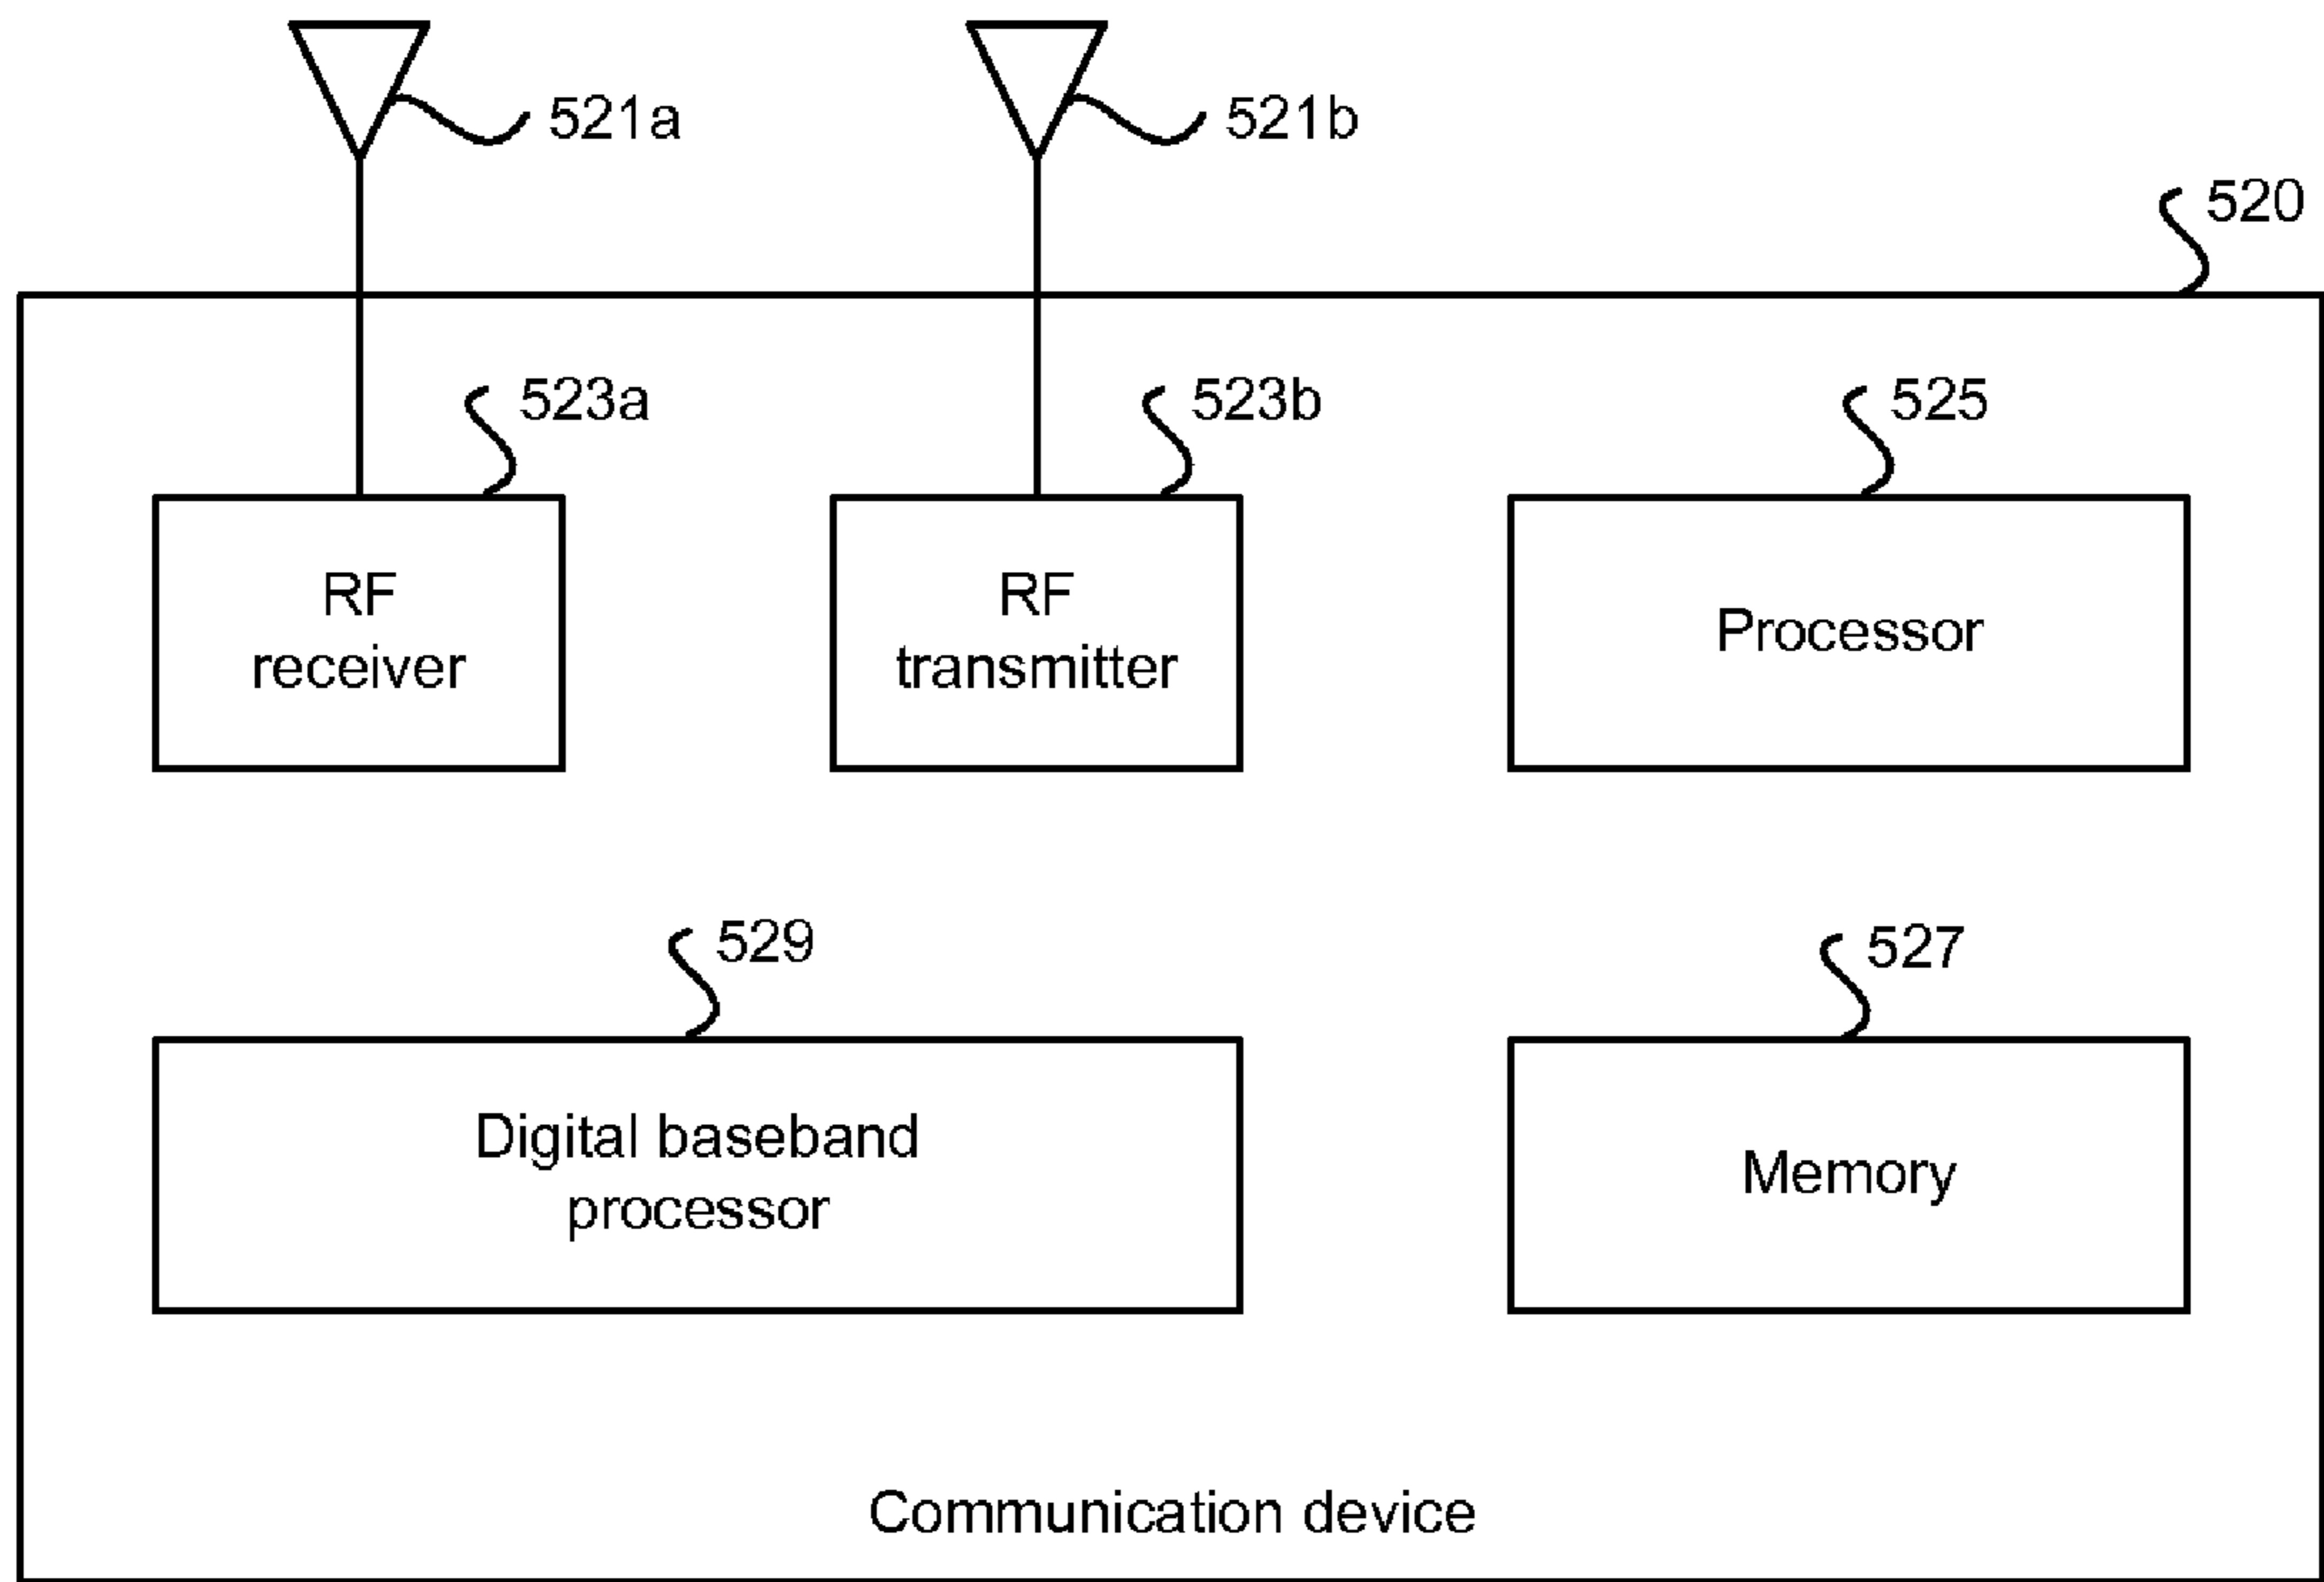 521a
521b
520
523a
523b
525
RF
receiver
RF
transmitter
Processor
529
527
Digital baseband
processor
Memory
Communication device